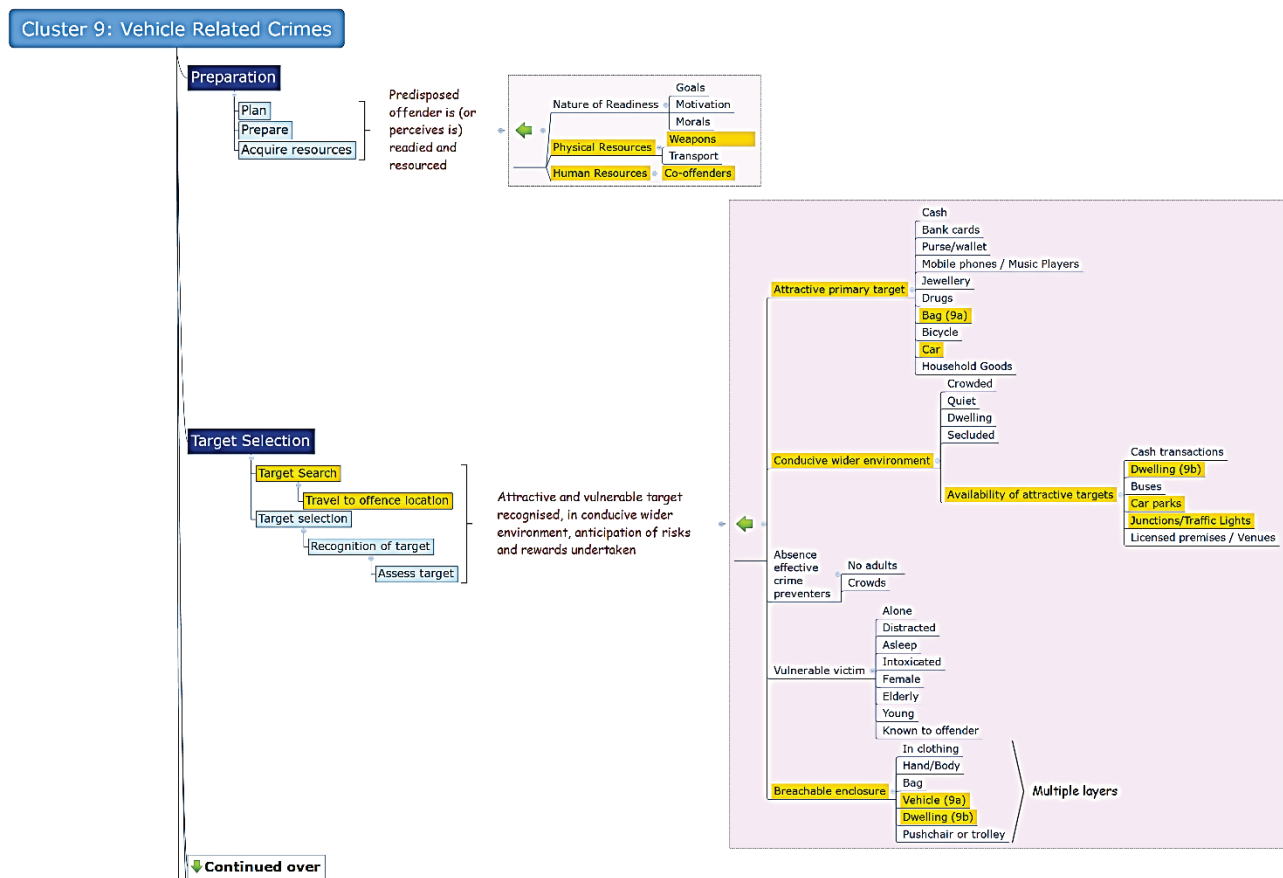 Cluster 9: Vehicle Related Crimes
Preparation
Plan
Prepare
Acquire resources
Predisposed
offender is (or
perceives is)
readied and
resourced
Nature of Readiness
Goals
Motivation
Morals
Physical Resources
Weapons
Transport
Human Resources
Co-offenders
Target Selection
Target Search
Travel to offence location
Target selection
Recognition of target
Assess target
Attractive and vulnerable target
recognised, in conducive wider
environment, anticipation of risks
and rewards undertaken
Attractive primary target
Cash
Bank cards
Purse/wallet
Mobile phones / Music Players
Jewellery
Drugs
Bag (9a)
Bicycle
Car
Household Goods
Conducive wider environment
Crowded
Quiet
Dwelling
Secluded
Availability of attractive targets
Cash transactions
Dwelling (9b)
Buses
Car parks
Junctions/Traffic Lights
Licensed premises / Venues
Absence
effective
crime
preventers
No adults
Crowds
Vulnerable victim
Alone
Distracted
Asleep
Intoxicated
Female
Elderly
Young
Known to offender
Breachable enclosure
In clothing
Hand/Body
Bag
Vehicle (9a)
Dwelling (9b)
Pushchair or trolley
Multiple layers
Continued over